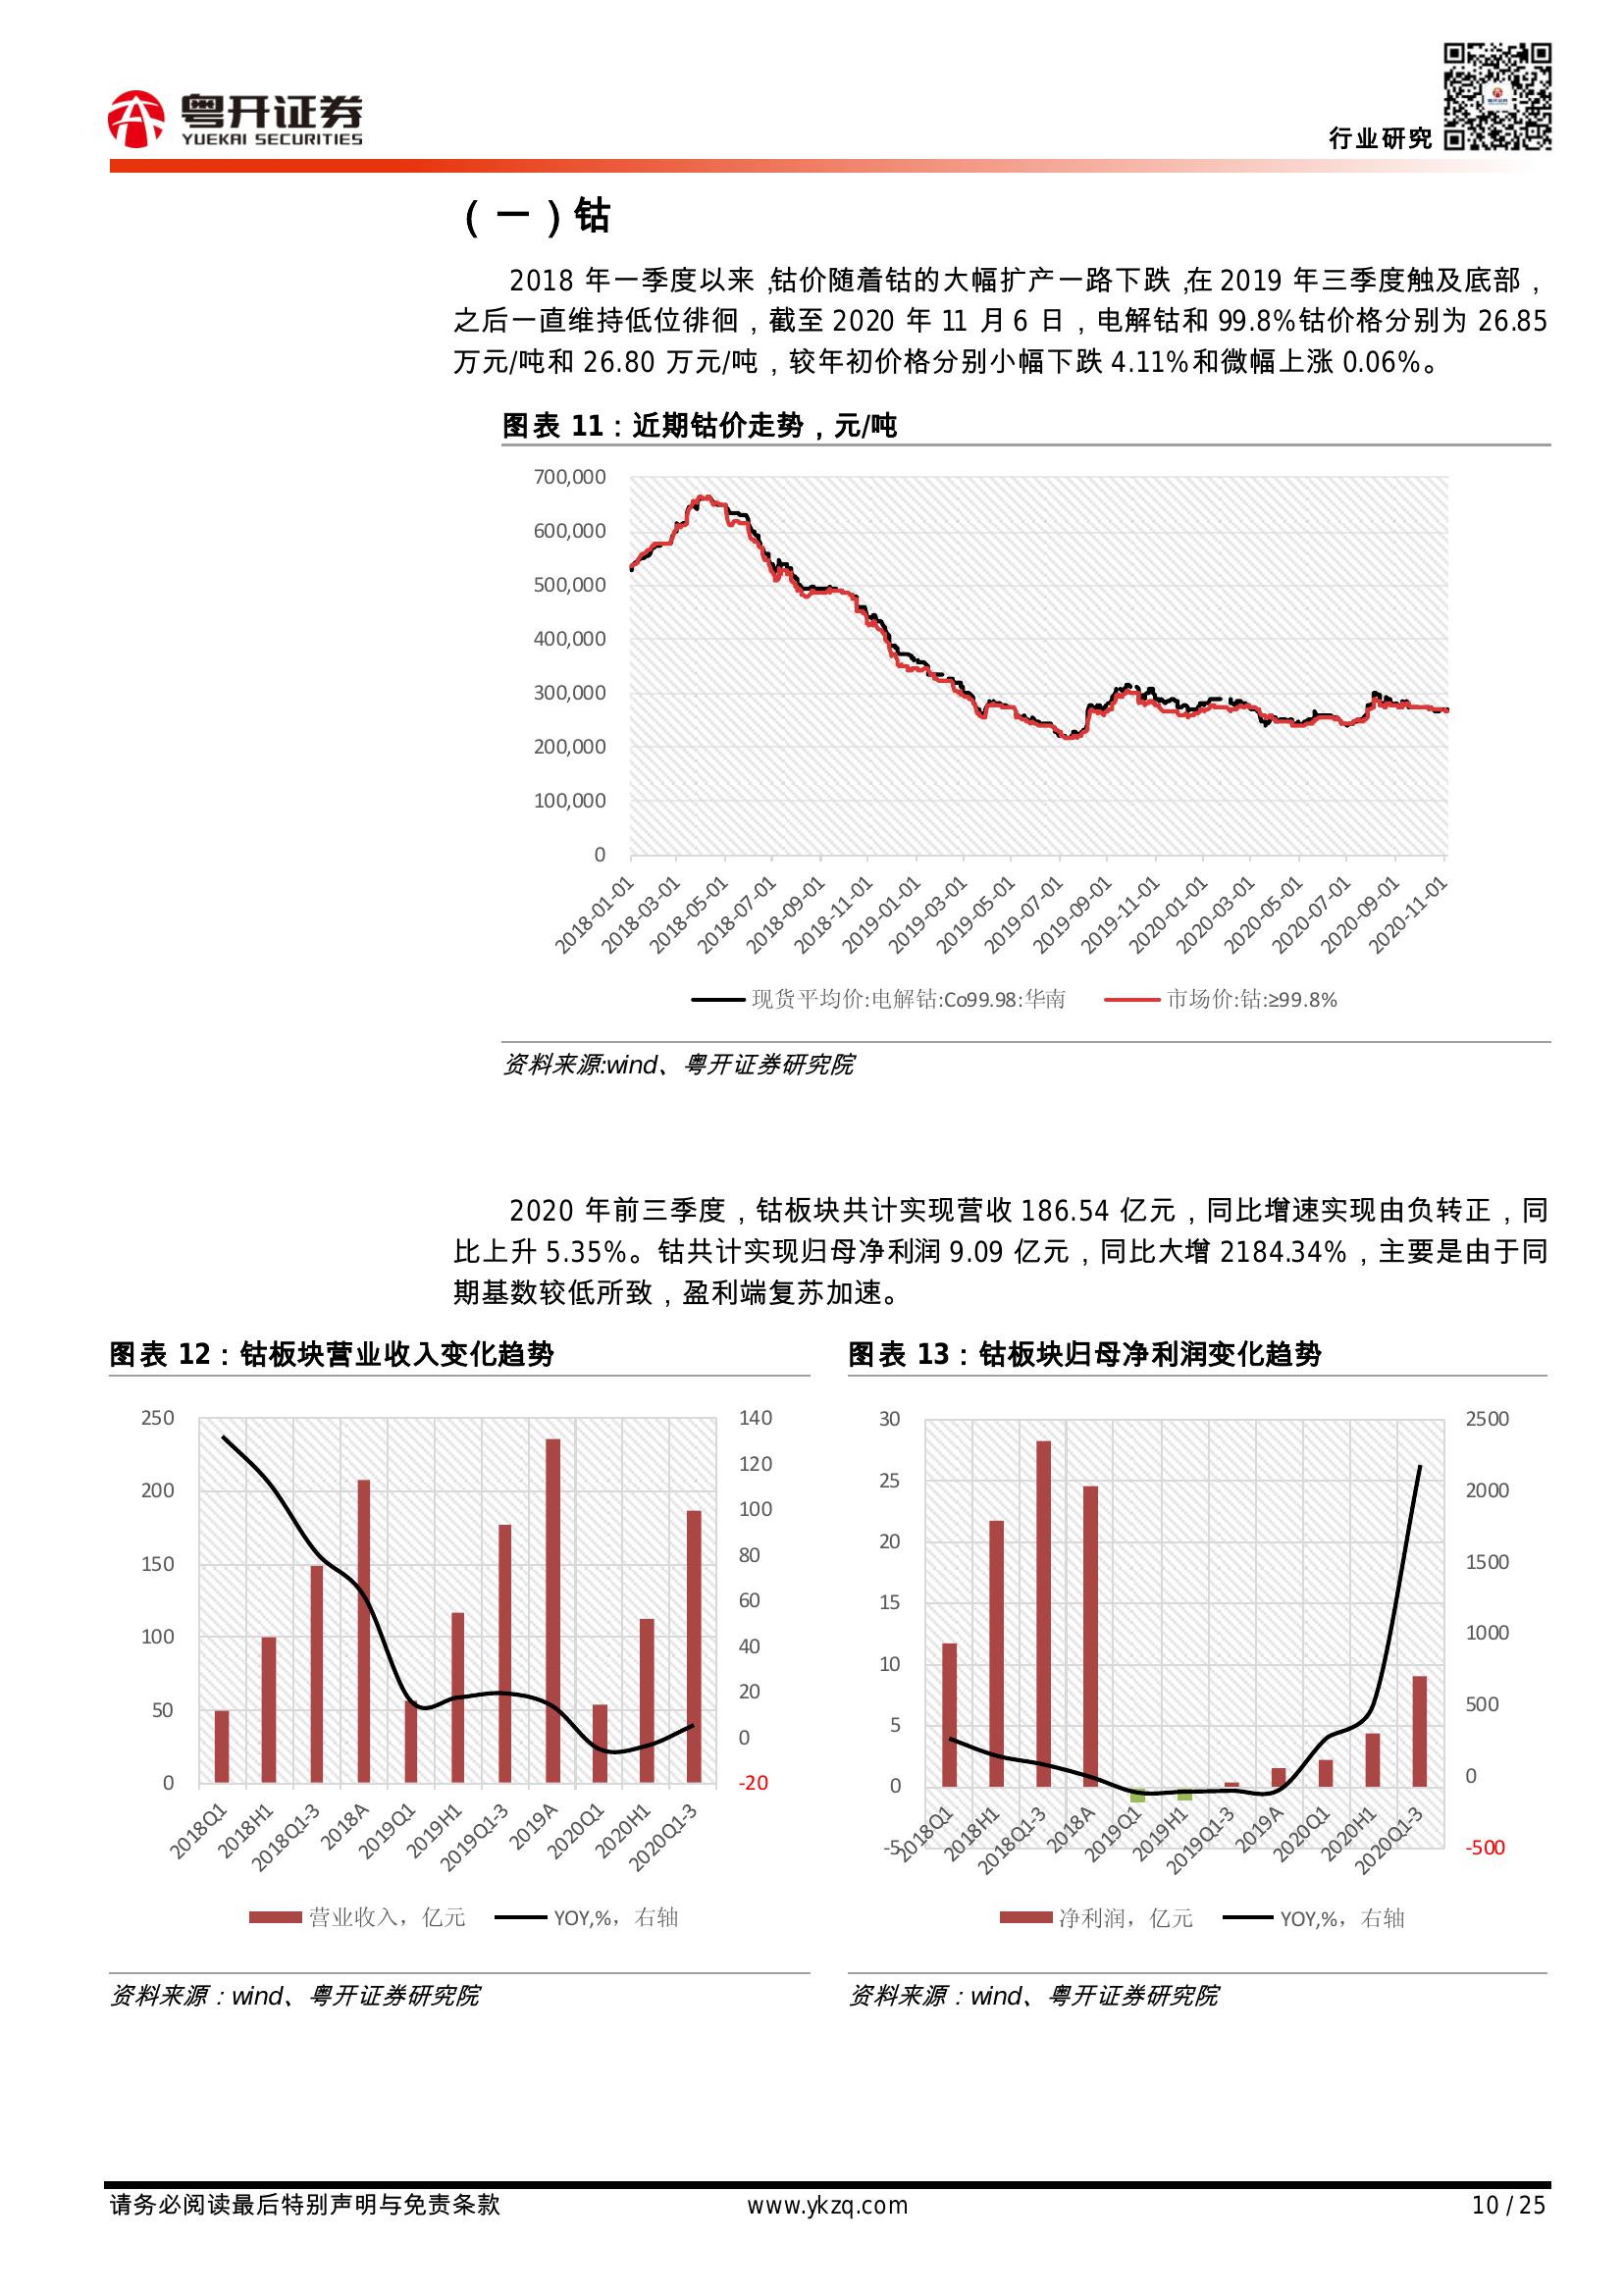 粤开证券
YUEKAI SECURITIES
行业研究
（一）钴
2018 年一季度以来，钴价随着钴的大幅扩产一路下跌，在 2019 年三季度触及底部，
之后一直维持低位徘徊，截至 2020 年 11 月 6 日，电解钴和 99.8%钴价格分别为 26.85
万元/吨和 26.80 万元/吨，较年初价格分别小幅下跌 4.11%和微幅上涨 0.06%。
图表 11：近期钴价走势，元/吨
700,000
600,000
500,000
400,000
300,000
200,000
100,000
0
2018-01-01
2018-03-01
2018-05-01
2018-07-01
2018-09-01
2018-11-01
2019-01-01
2019-03-01
2019-05-01
2019-07-01
2019-09-01
2019-11-01
2020-01-01
2020-03-01
2020-05-01
2020-07-01
2020-09-01
2020-11-01
现货平均价:电解钴:Co99.98:华南
市场价:钴:≥99.8%
资料来源:wind、粤开证券研究院
2020 年前三季度，钴板块共计实现营收 186.54 亿元，同比增速实现由负转正，同
比上升 5.35%。钴共计实现归母净利润 9.09 亿元，同比大增 2184.34%，主要是由于同
期基数较低所致，盈利端复苏加速。
图表 12：钴板块营业收入变化趋势
250
200
150
100
50
0
140
120
100
80
60
40
20
0
-20
2018Q1
2018H1
2018Q1-3
2018A
2019Q1
2019H1
2019Q1-3
2019A
2020Q1
2020H1
2020Q1-3
营业收入，亿元
YOY,%，右轴
资料来源：wind、粤开证券研究院
图表 13：钴板块归母净利润变化趋势
30
25
20
15
10
5
0
-5
2500
2000
1500
1000
500
0
-500
2018Q1
2018H1
2018Q1-3
2018A
2019Q1
2019H1
2019Q1-3
2019A
2020Q1
2020H1
2020Q1-3
净利润，亿元
YOY,%，右轴
资料来源：wind、粤开证券研究院
请务必阅读最后特别声明与免责条款
www.ykzq.com
10 / 25